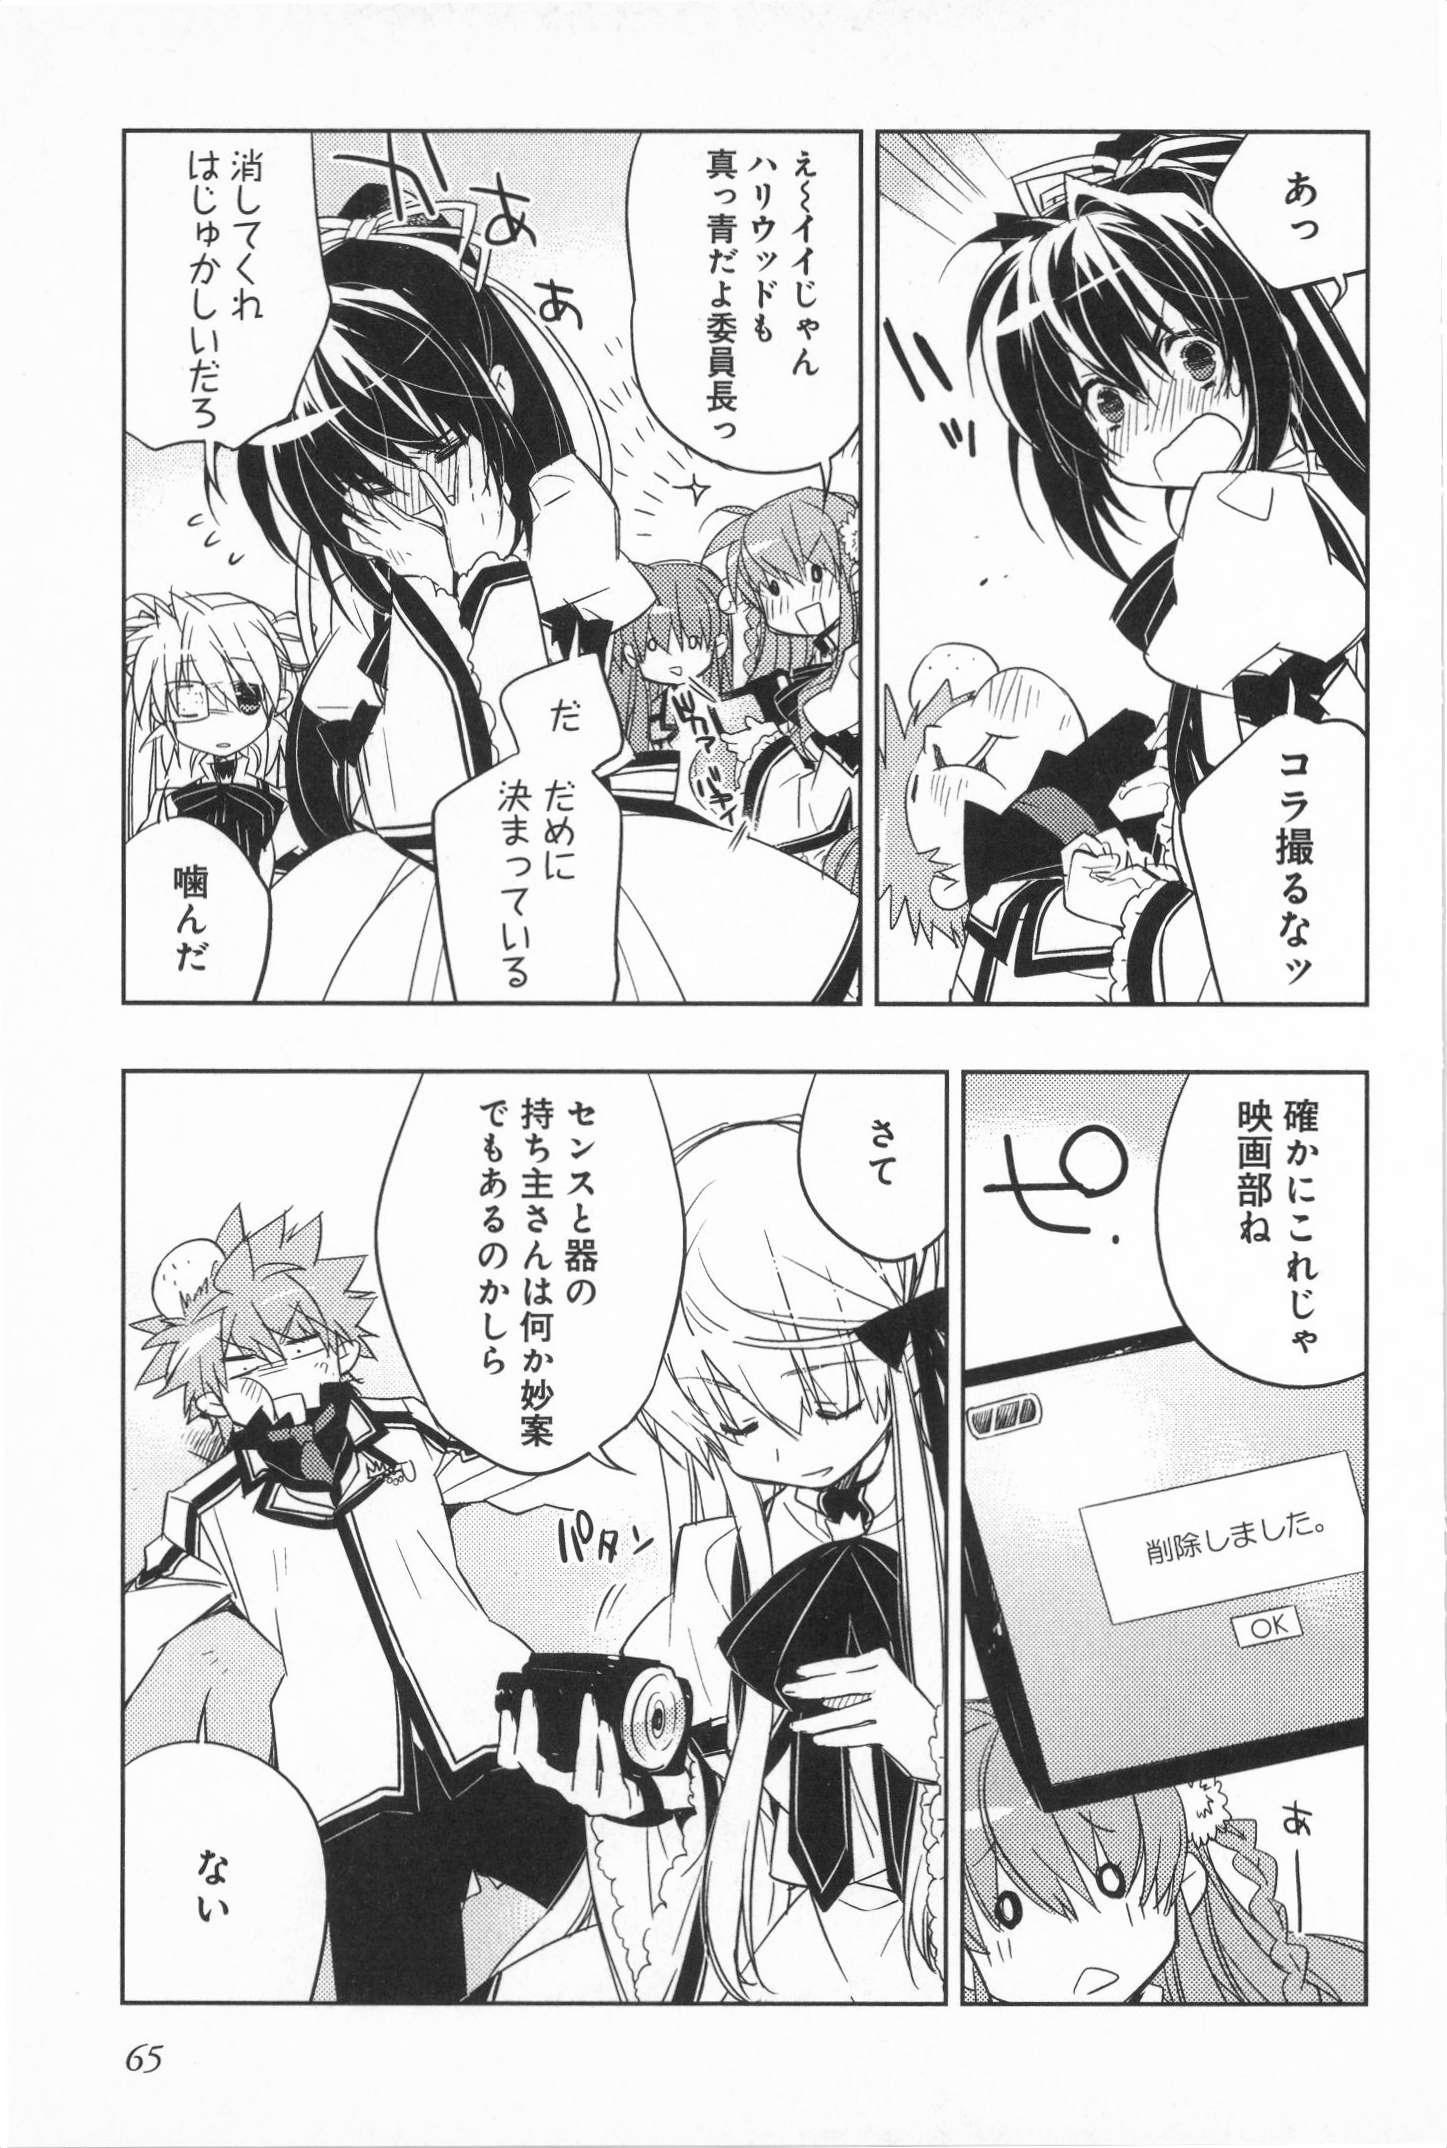 あっ
コラ撮るなッ
え〜イイじゃん
ハリウッドも
真っ青だよ委員長っ
かあぁ
だ
だめに
決まっている
消してくれ
はじゅかしいだろ
噛んだ
確かにこれじゃ
映画部ね
ピ
削除しました。
OK
あー
さて
センスと器の
持ち主さんは何か妙案
でもあるのかしら
パタン
ない
65